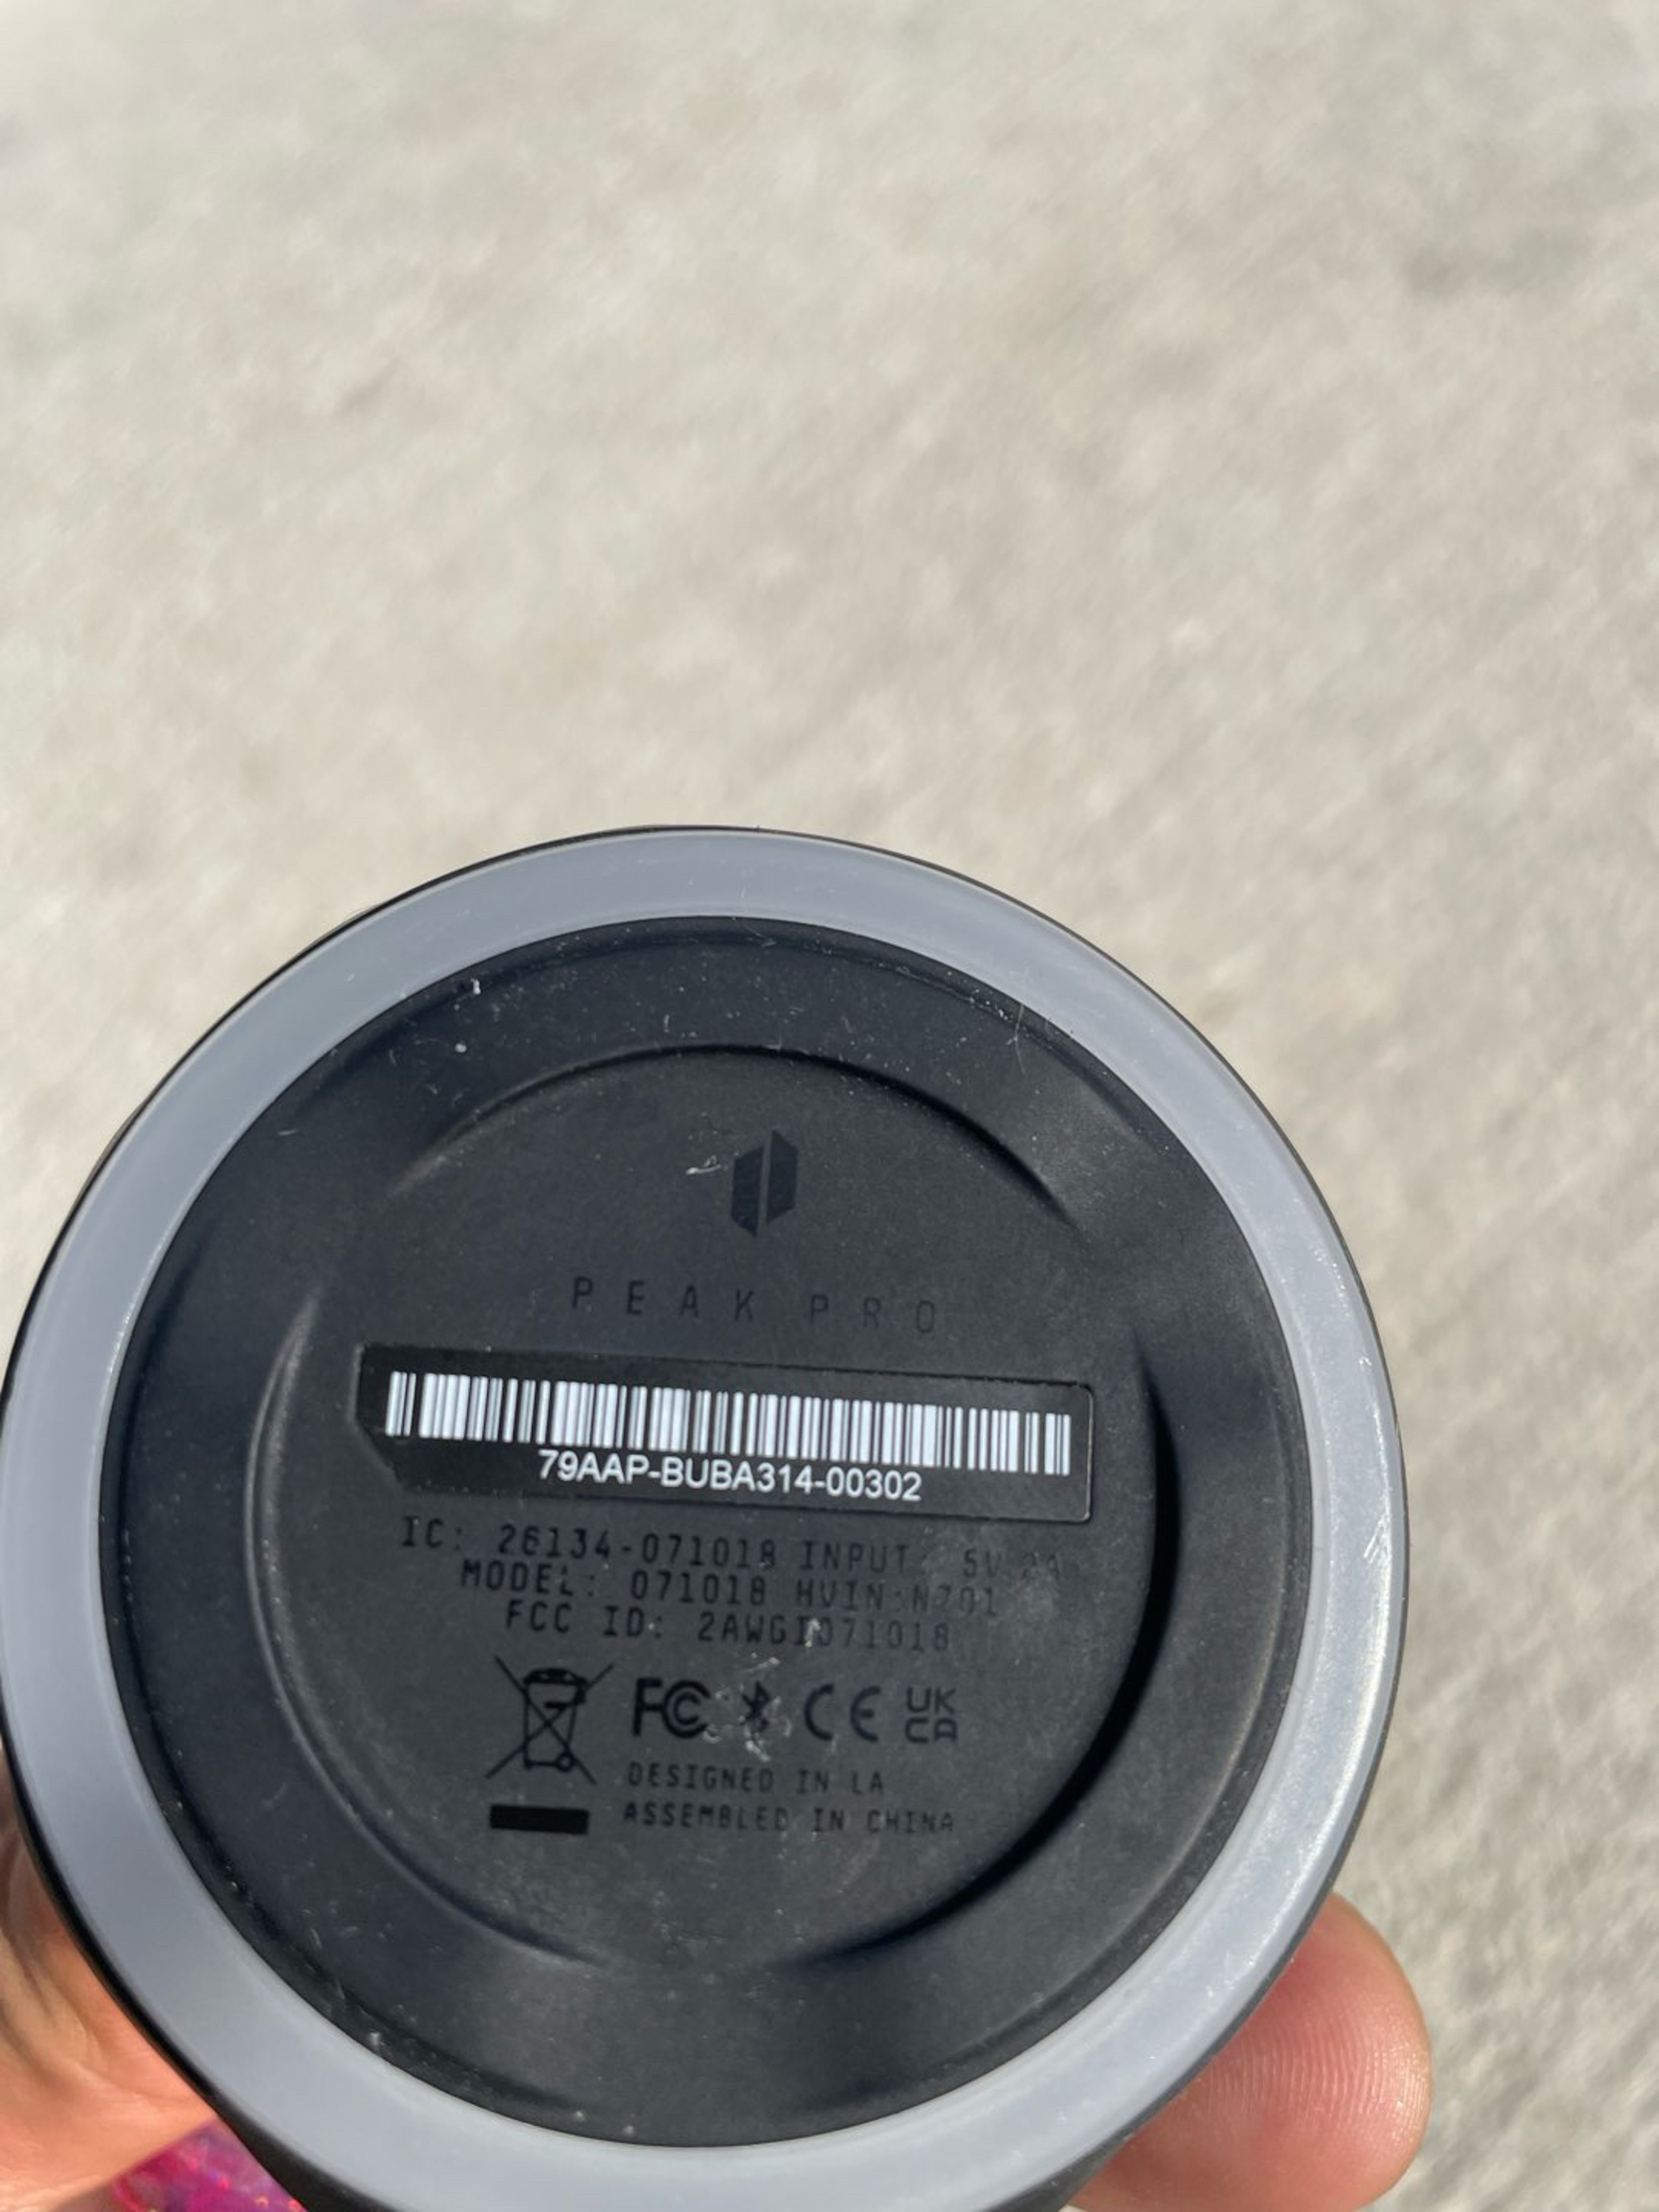 PEAK PRO
79AAP-BUBA314-00302
IC: 26134-071018 INPUT: 5V 2A
MODEL: 071018 HVIN:N701
FCC ID: 2AWGI071018
FC CE UK
CA
DESIGNED IN LA
ASSEMBLED IN CHINA